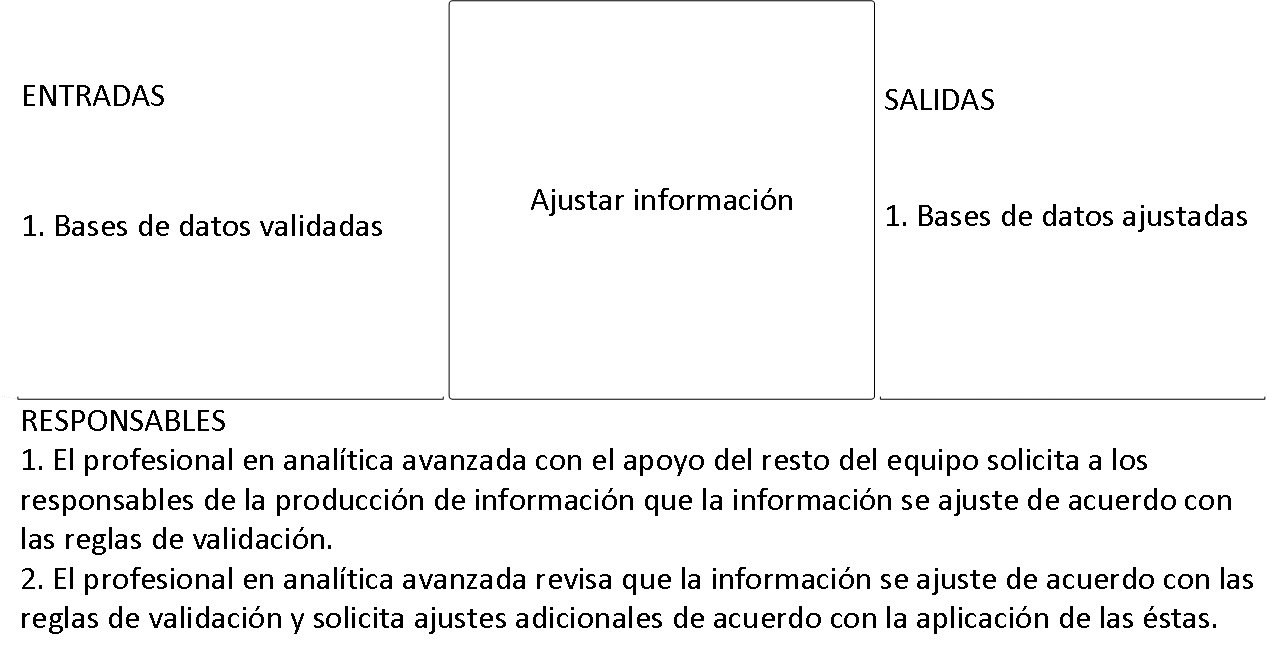 ENTRADAS
1. Bases de datos validadas
Ajustar información
SALIDAS
1. Bases de datos ajustadas
RESPONSABLES
1. El profesional en analítica avanzada con el apoyo del resto del equipo solicita a los
responsables de la producción de información que la información se ajuste de acuerdo con
las reglas de validación.
2. El profesional en analítica avanzada revisa que la información se ajuste de acuerdo con las
reglas de validación y solicita ajustes adicionales de acuerdo con la aplicación de las éstas.